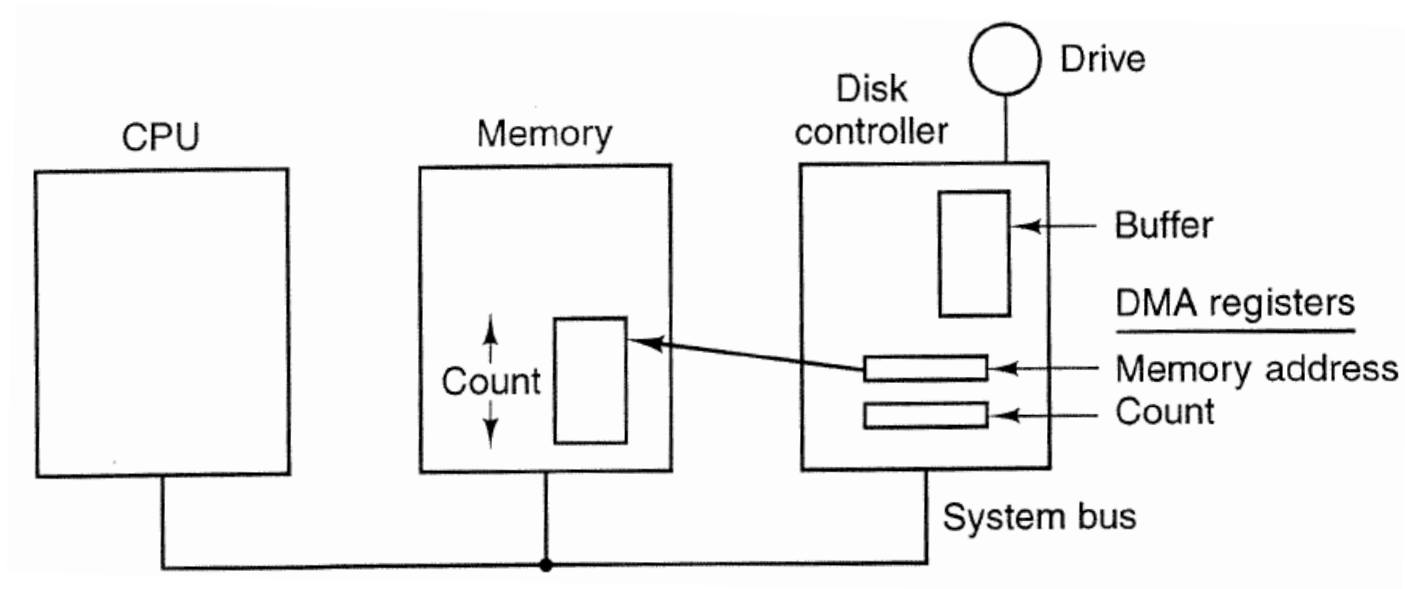 Drive
Disk
controller
CPU
Memory
Buffer
DMA registers
Memory address
Count
Count
System bus